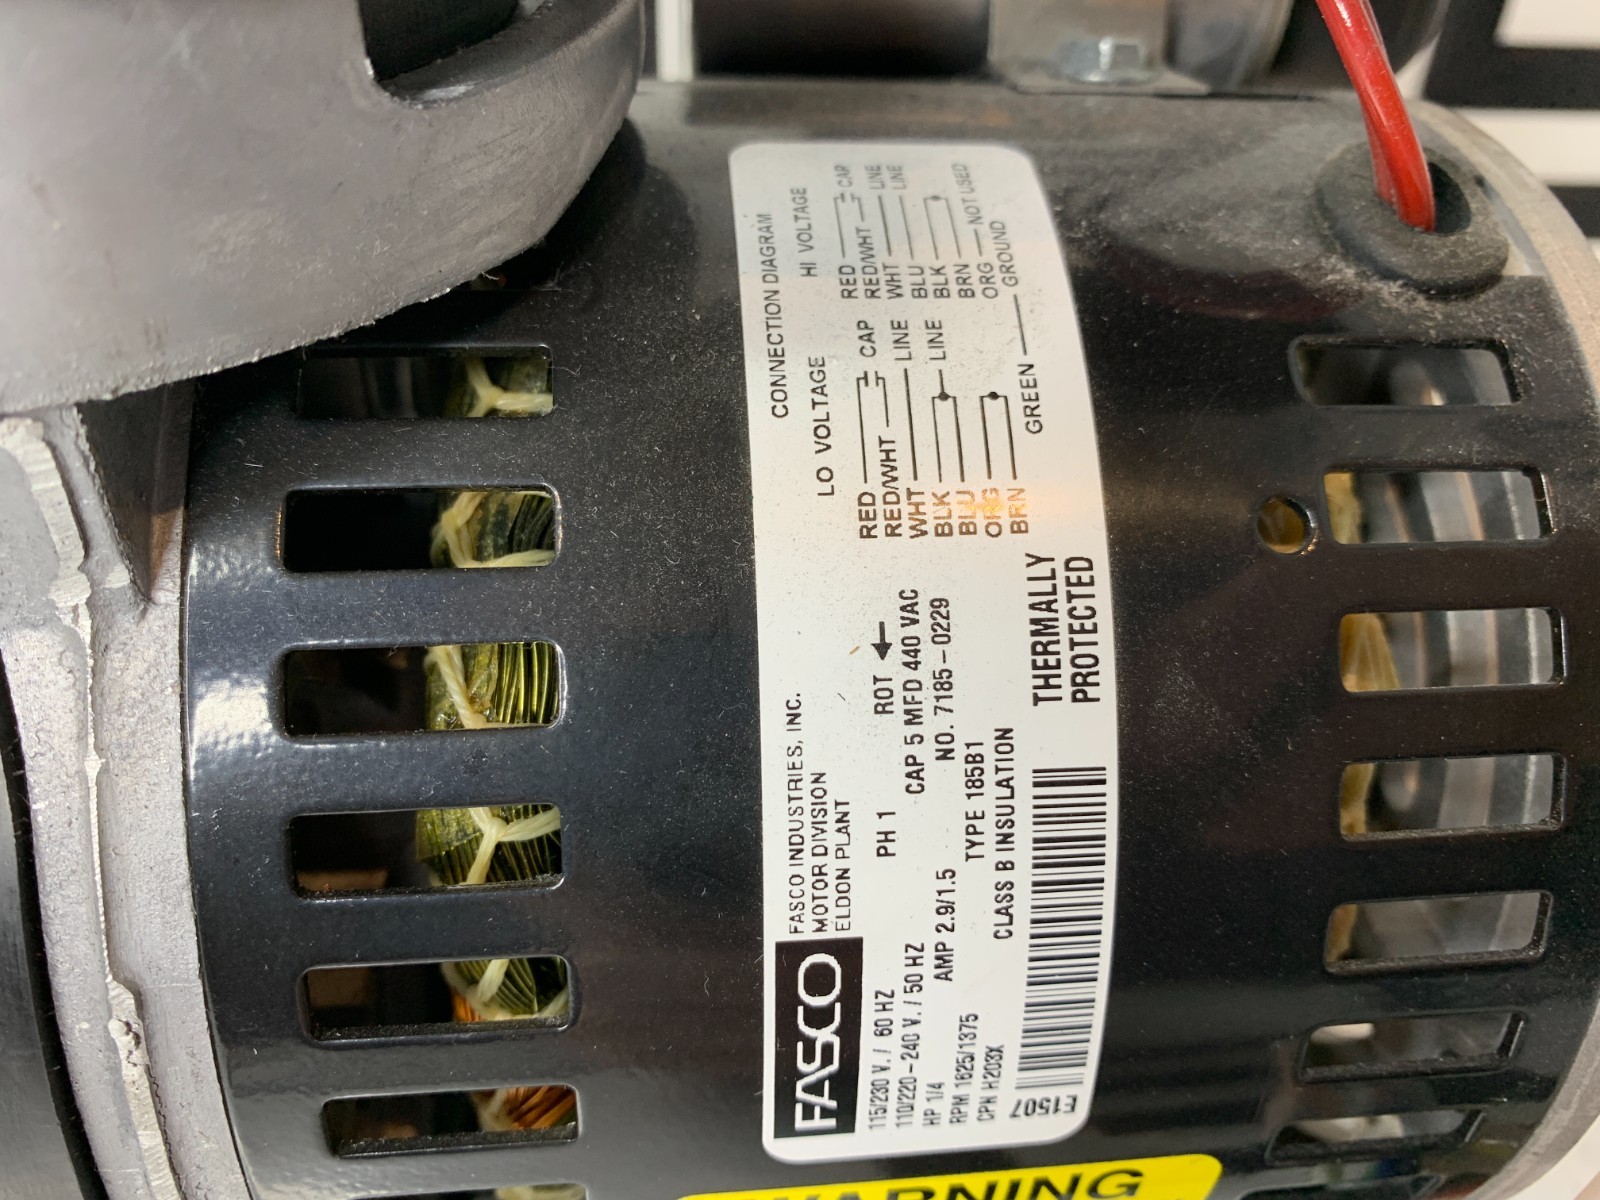 FASCO
FASCO INDUSTRIES, INC.
MOTOR DIVISION
ELDON PLANT
115/230 V. / 60 HZ
PH 1
ROT
110/220-240 V. / 50 HZ
CAP 5 MFD 440 VAC
HP 1/4
AMP 2.9/1.5
NO. 7185-0229
RPM 1625/1375
TYPE 185B1
CPN H203X
CLASS B INSULATION
THERMALLY
PROTECTED
CONNECTION DIAGRAM
LO VOLTAGE
RED
CAP
RED/WHT
WHT
LINE
BLK
LINE
BLU
ORG
BRN
HI VOLTAGE
RED
CAP
RED/WHT
WHT
LINE
BLU
LINE
BLK
BRN
ORG
NOT USED
GREEN
GROUND
WARNING